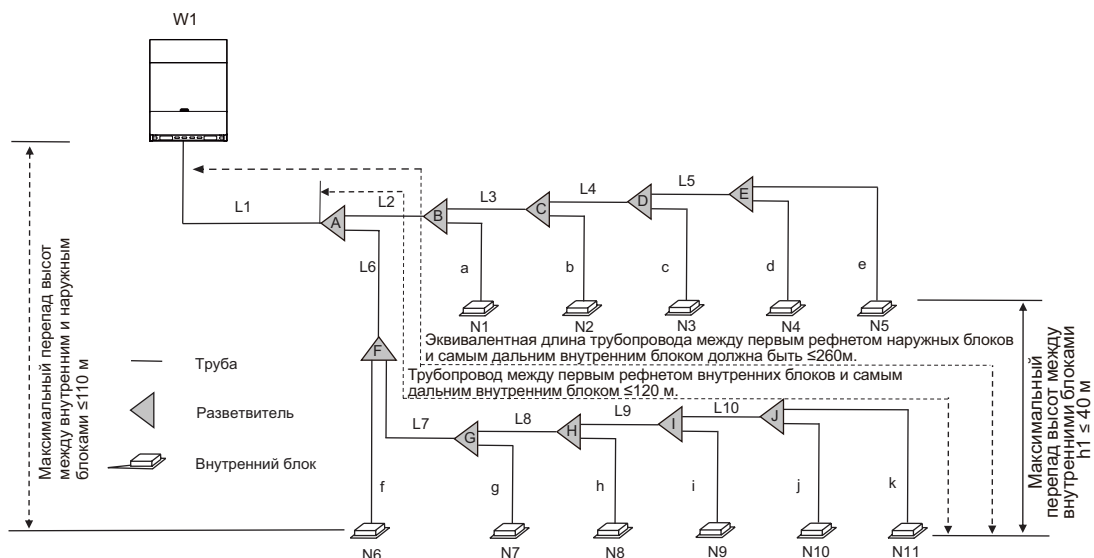 W1
Максимальный перепад высот
между внутренним и наружным
блоками ≤110 м
L1
A
L2
B
L3
C
L4
D
L5
E
L6
a
b
c
d
e
N1
N2
N3
N4
N5
Эквивалентная длина трубопровода между первым рефнетом наружных блоков
и самым дальним внутренним блоком должна быть ≤260м.
Трубопровод между первым рефнетом внутренних блоков и самым
дальним внутренним блоком ≤120 м.
F
Труба
Разветвитель
Внутренний блок
L7
G
L8
H
L9
I
L10
J
f
g
h
i
j
k
N6
N7
N8
N9
N10
N11
Максимальный
перепад высот между
внутренними блоками
h1 ≤ 40 м